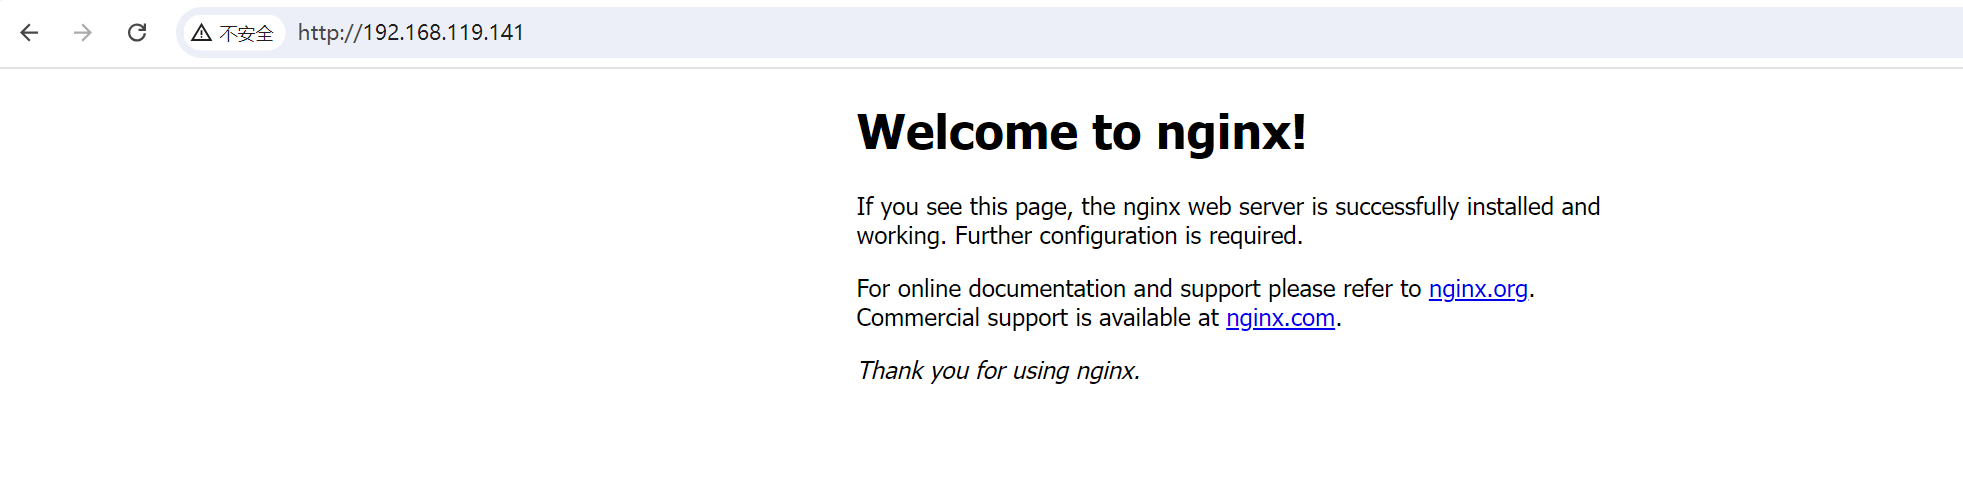 不安全 http://192.168.119.141
Welcome to nginx!
If you see this page, the nginx web server is successfully installed and
working. Further configuration is required.
For online documentation and support please refer to nginx.org.
Commercial support is available at nginx.com.
Thank you for using nginx.